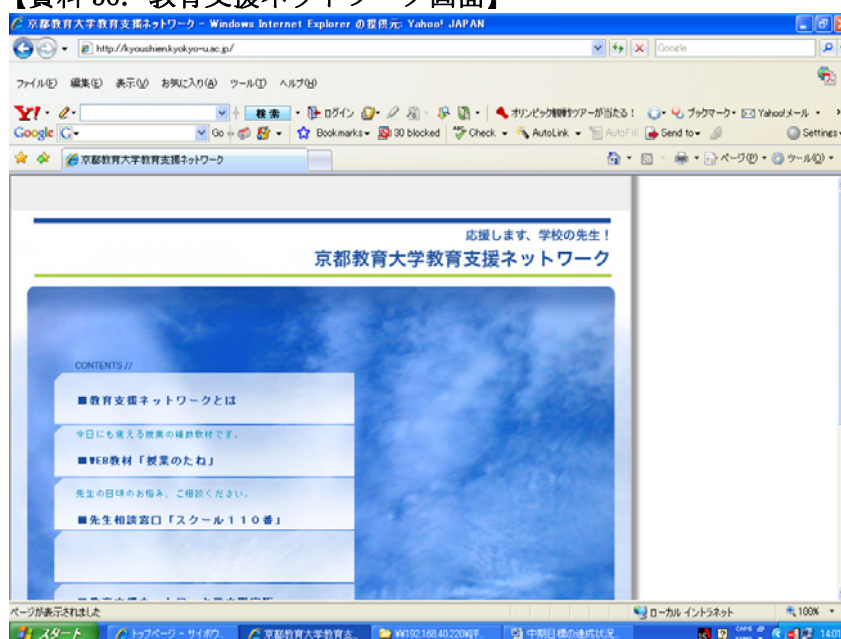 【資料 36. 教育支援ネットワーク画面】
京都教育大学教育支援ネットワーク - Windows Internet Explorer の提供元: Yahoo! JAPAN
http://kyoushien.kyokyo-u.ac.jp/
Google
ファイル(F) 編集(E) 表示(V) お気に入り(A) ツール(T) ヘルプ(H)
Y! 検索 ログイン オリンピック観戦ツアーが当たる! ブックマーク Yahoo!メール
Google G Go Bookmarks 30 blocked Check AutoLink AutoFill Send to Settings
京都教育大学教育支援ネットワーク ページ(P) ツール(O)
応援します、学校の先生!
京都教育大学教育支援ネットワーク
CONTENTS //
■教育支援ネットワークとは
今日にも使える授業の補助教材です。
■WEB教材「授業のたね」
先生の日頃のお悩み、ご相談ください。
■先生相談窓口「スクール110番」
ページが表示されました ローカル イントラネット 100%
スタート トップページ - サイボウ... 京都教育大学教育支... 中期目標の達成状況... CAPS 14:01